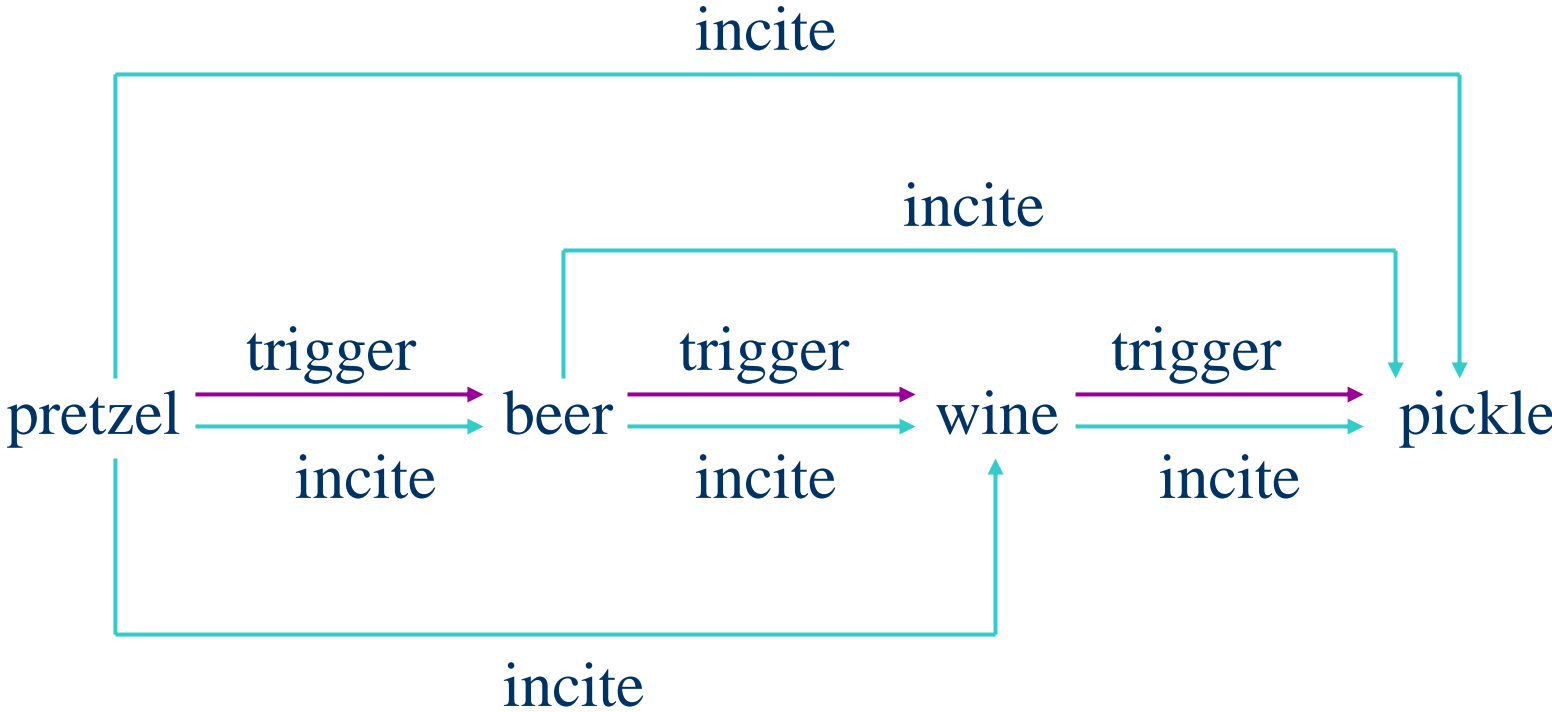 incite
incite
trigger trigger trigger
pretzel beer wine pickle
incite incite incite
incite